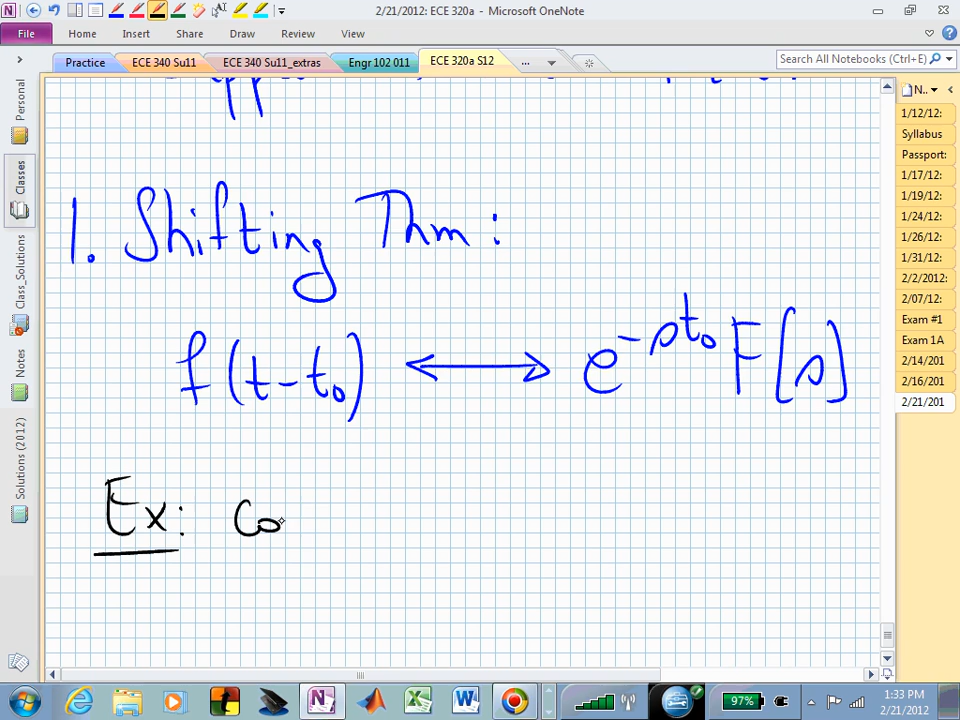 2/21/2012: ECE 320a - Microsoft OneNote
File Home Insert Share Draw Review View
Practice ECE 340 Su11 ECE 340 Su11_extras Engr 102 011 ECE 320a S12 ...
Search All Notebooks (Ctrl+E)
N..
Personal
Classes
Class_Solutions
Notes
Solutions (2012)
1. Shifting Thm:
f(t-t₀) ⟷ e^{-st₀} F[s]
Ex: Co
1/12/12:
Syllabus
Passport:
1/17/12:
1/19/12:
1/24/12:
1/26/12:
1/31/12:
2/2/2012:
2/07/12:
Exam #1
Exam 1A
2/14/201
2/16/201
2/21/201
97%
1:33 PM
2/21/2012